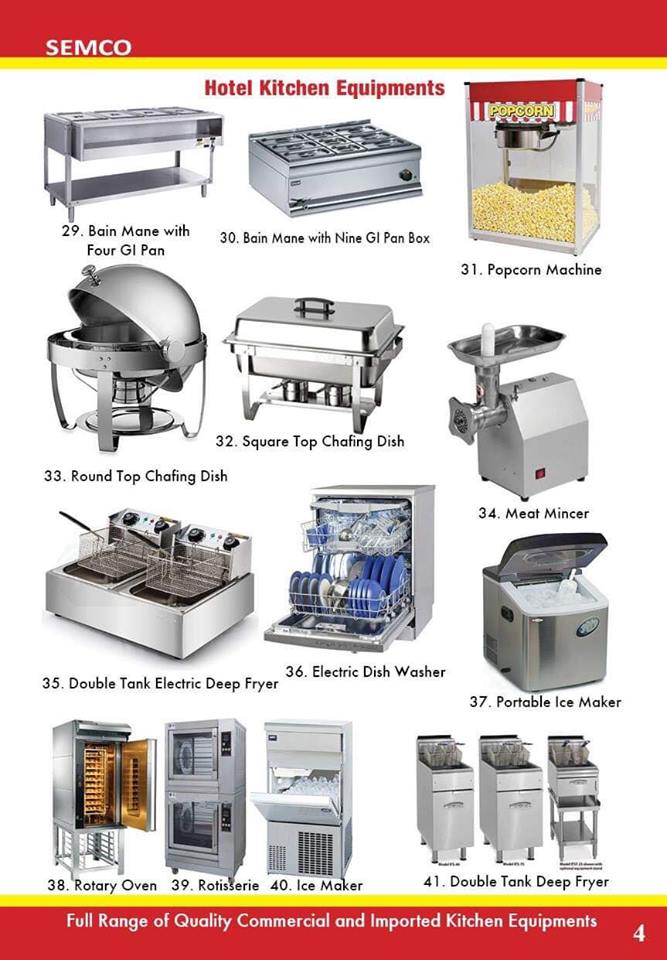 SEMCO
Hotel Kitchen Equipments
POPCORN
29. Bain Mane with
Four GI Pan
30. Bain Mane with Nine GI Pan Box
31. Popcorn Machine
32. Square Top Chafing Dish
33. Round Top Chafing Dish
34. Meat Mincer
35. Double Tank Electric Deep Fryer
36. Electric Dish Washer
37. Portable Ice Maker
38. Rotary Oven
39. Rotisserie
40. Ice Maker
41. Double Tank Deep Fryer
Full Range of Quality Commercial and Imported Kitchen Equipments
4